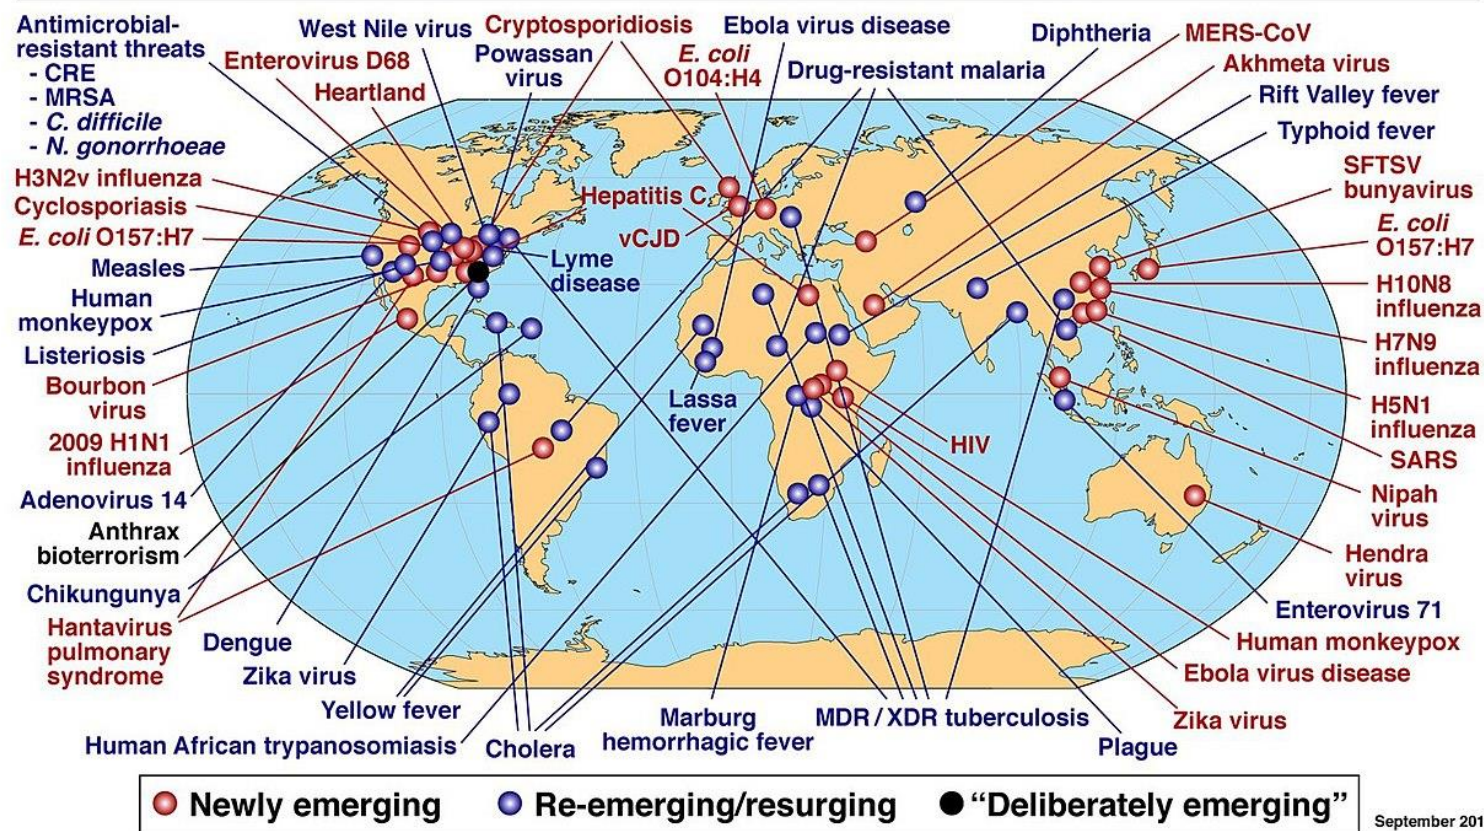 Antimicrobial-
resistant threats
- CRE
- MRSA
- C. difficile
- N. gonorrhoeae
Enterovirus D68
Heartland
West Nile virus
Powassan
virus
Cryptosporidiosis
E. coli
O104:H4
Ebola virus disease
Drug-resistant malaria
Diphtheria
MERS-CoV
Akhmeta virus
Rift Valley fever
Typhoid fever
SFTSV
bunyavirus
E. coli
O157:H7
H10N8
influenza
H7N9
influenza
H5N1
influenza
SARS
Nipah
virus
Hendra
virus
Enterovirus 71
Human monkeypox
Ebola virus disease
Zika virus
Plague
MDR / XDR tuberculosis
Marburg
hemorrhagic fever
Cholera
Human African trypanosomiasis
Yellow fever
Zika virus
Dengue
Hantavirus
pulmonary
syndrome
Chikungunya
Anthrax
bioterrorism
Adenovirus 14
2009 H1N1
influenza
Bourbon
virus
Listeriosis
Human
monkeypox
Measles
E. coli O157:H7
Cyclosporiasis
H3N2v influenza
Hepatitis C
vCJD
Lyme
disease
Lassa
fever
HIV
Newly emerging
Re-emerging/resurging
“Deliberately emerging”
September 201